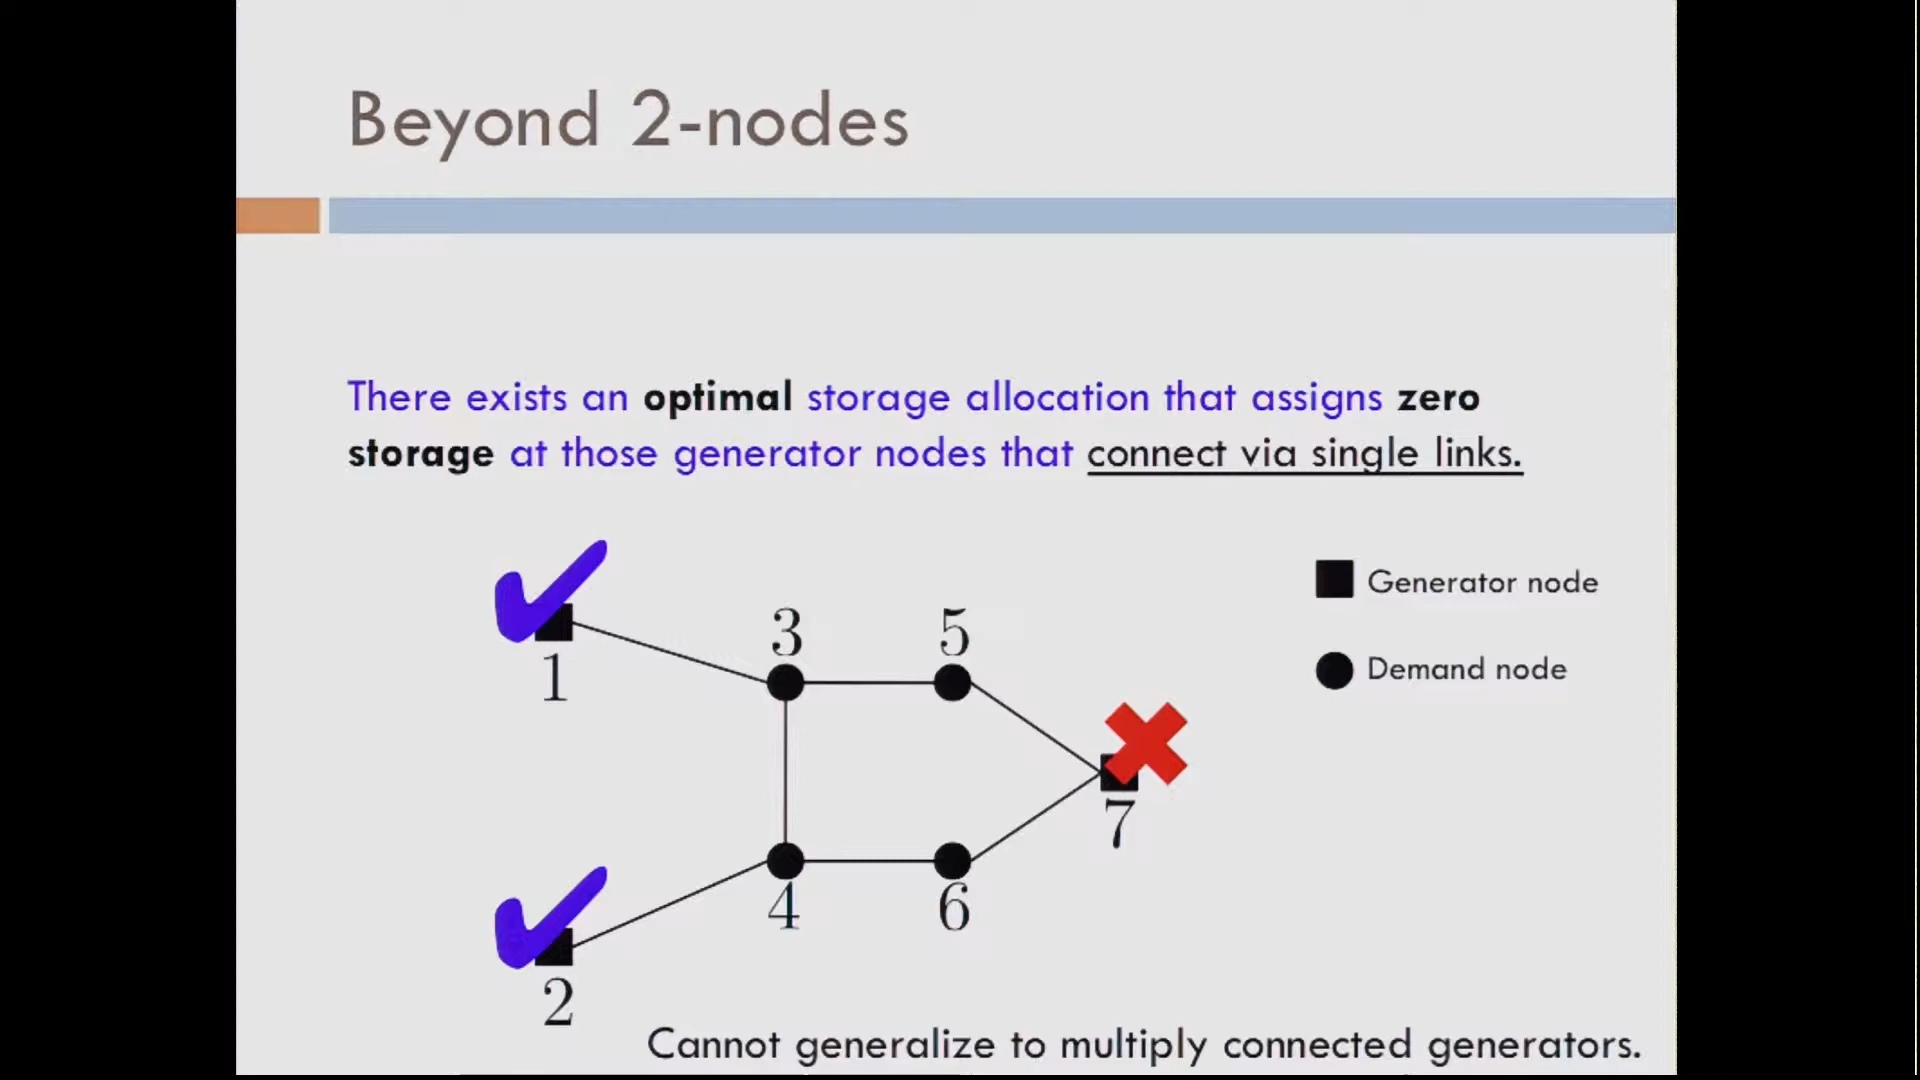 Beyond 2-nodes
There exists an optimal storage allocation that assigns zero
storage at those generator nodes that connect via single links.
Generator node
Demand node
1
3
5
7
4
6
2
Cannot generalize to multiply connected generators.